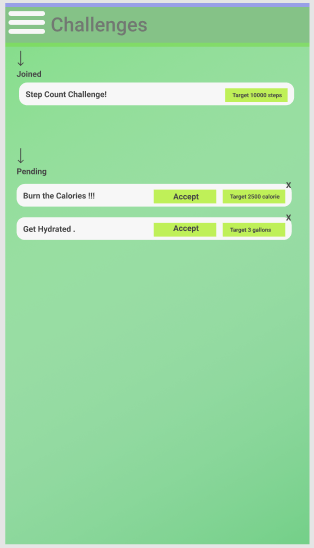 Challenges
Joined
Step Count Challenge! Target 10000 steps
Pending
X
Burn the Calories !!! Accept Target 2500 calorie
X
Get Hydrated . Accept Target 3 gallons